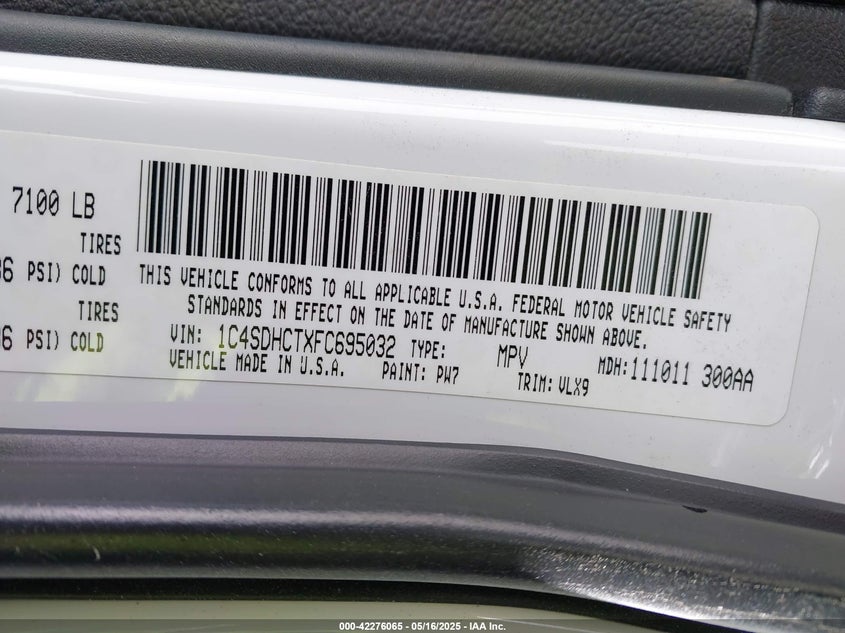 7100 LB
TIRES
PSI) COLD
TIRES
PSI) COLD
THIS VEHICLE CONFORMS TO ALL APPLICABLE U.S.A. FEDERAL MOTOR VEHICLE SAFETY
STANDARDS IN EFFECT ON THE DATE OF MANUFACTURE SHOWN ABOVE.
VIN: 1C4SDHCTXFC695032 TYPE: MPV MDH:111011 300AA
VEHICLE MADE IN U.S.A. PAINT: PW7 TRIM: VLX9
000-42276065 - 05/16/2025 - IAA Inc.